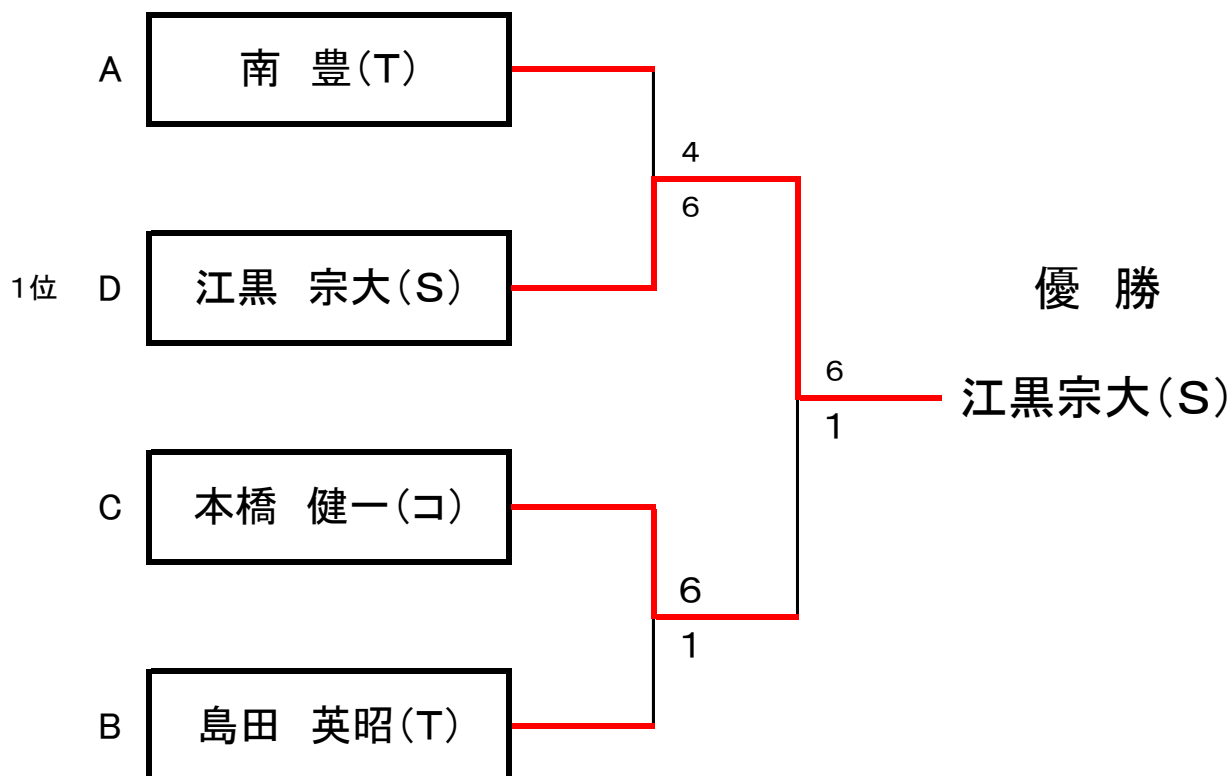 A 南 豊(T)
4
6
1位 D 江黒 宗大(S)
優 勝
6
江黒宗大(S)
1
C 本橋 健一(コ)
6
1
B 島田 英昭(T)